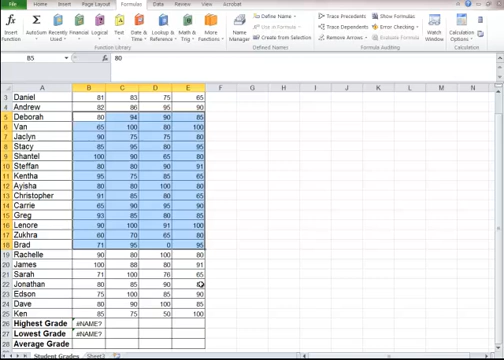 File Home Insert Page Layout Formulas Data Review View Acrobat
Insert Function
AutoSum Recently Used Financial Logical Text Date & Time Lookup & Reference Math & Trig More Functions
Name Manager
Define Name
Use in Formula
Create from Selection
Trace Precedents
Trace Dependents
Remove Arrows
Show Formulas
Error Checking
Evaluate Formula
Watch Window
Calculation Options
Function Library Defined Names Formula Auditing Calculation
B5 fx 80
A B C D E F G H I J K L M N
3 Daniel 81 83 75 65
4 Andrew 82 86 95 90
5 Deborah 80 94 90 85
6 Van 65 100 80 100
7 Jaclyn 90 75 75 80
8 Stacy 85 95 80 80
9 Shantel 100 90 65 80
10 Steffan 80 80 90 91
11 Kentha 95 75 85 65
12 Ayisha 80 80 100 80
13 Christopher 91 85 80 65
14 Carrie 65 90 95 90
15 Greg 93 85 80 85
16 Lenore 90 100 91 100
17 Zukhra 60 70 65 80
18 Brad 71 95 0 95
19 Rachelle 90 80 100 80
20 James 100 88 80 91
21 Sarah 71 100 76 65
22 Jonathan 80 85 90
23 Edson 75 100 85 90
24 Dave 80 90 100 85
25 Ken 85 75 50 100
26 Highest Grade #NAME?
27 Lowest Grade #NAME?
28 Average Grade
Student Grades Sheet3